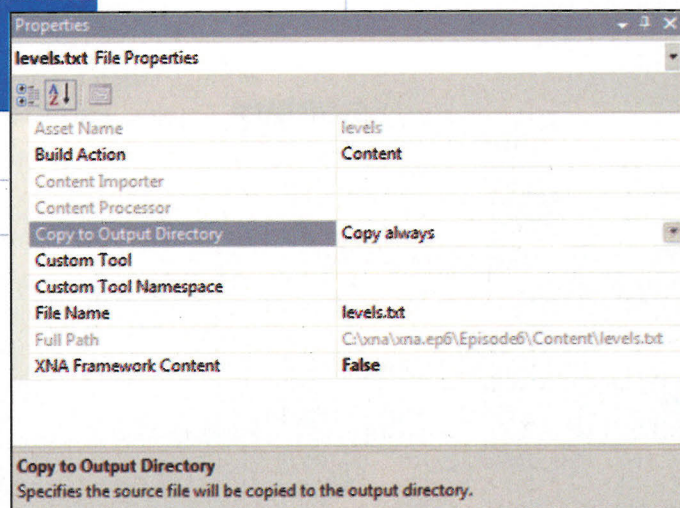 Properties
levels.txt File Properties
Asset Name levels
Build Action Content
Content Importer
Content Processor
Copy to Output Directory Copy always
Custom Tool
Custom Tool Namespace
File Name levels.txt
Full Path C:\xna\xna.ep6\Episode6\Content\levels.txt
XNA Framework Content False
Copy to Output Directory
Specifies the source file will be copied to the output directory.